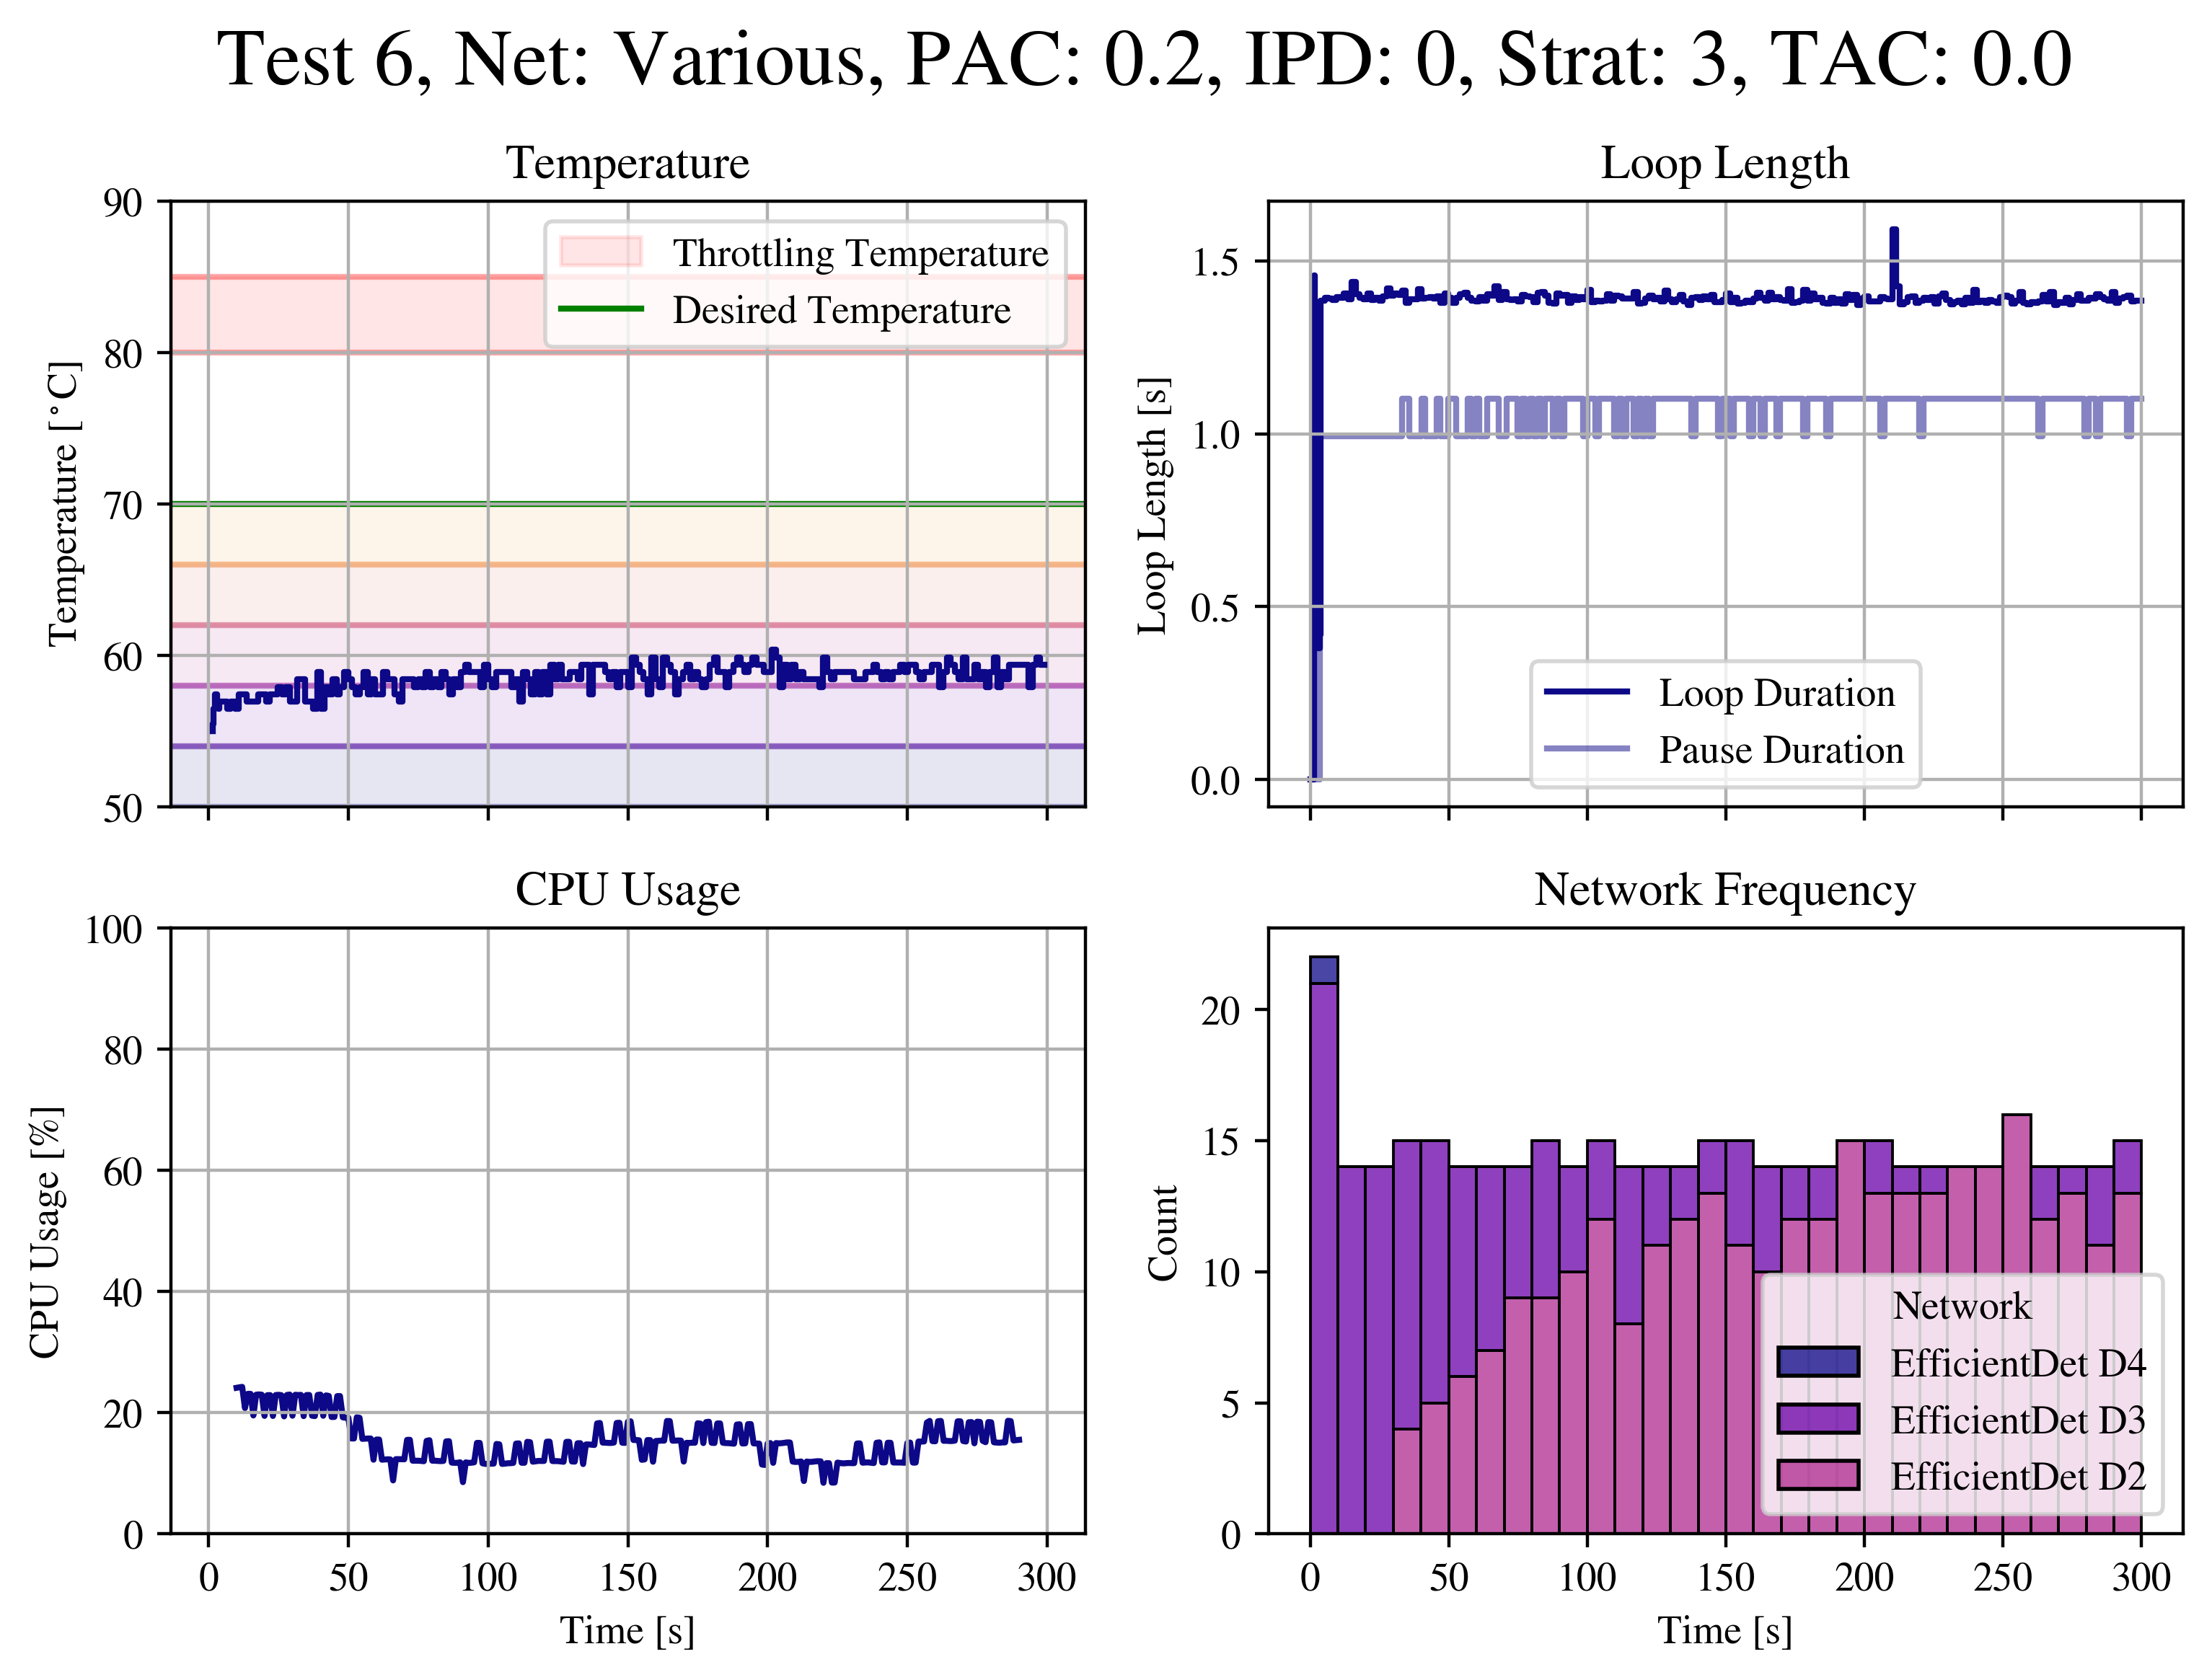 Test 6, Net: Various, PAC: 0.2, IPD: 0, Strat: 3, TAC: 0.0
Temperature
90
80
70
60
50
Temperature [°C]
Throttling Temperature
Desired Temperature
Loop Length
1.5
1.0
0.5
0.0
Loop Length [s]
Loop Duration
Pause Duration
CPU Usage
100
80
60
40
20
0
CPU Usage [%]
0 50 100 150 200 250 300
Time [s]
Network Frequency
20
15
10
5
0
Count
Network
EfficientDet D4
EfficientDet D3
EfficientDet D2
0 50 100 150 200 250 300
Time [s]